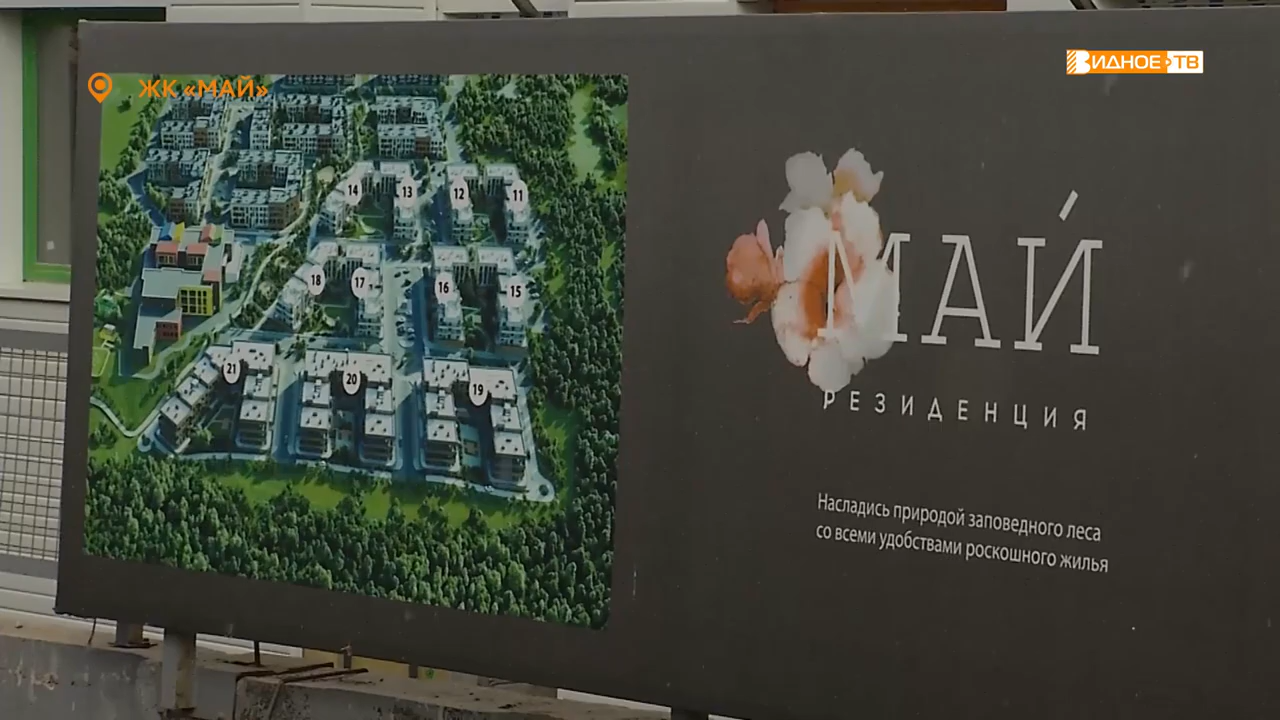 ВИДНОЕ ТВ
ЖК «МАЙ»
14
13
12
11
18
17
16
15
21
20
19
МАЙ
РЕЗИДЕНЦИЯ
Насладись природой заповедного леса
со всеми удобствами роскошного жилья